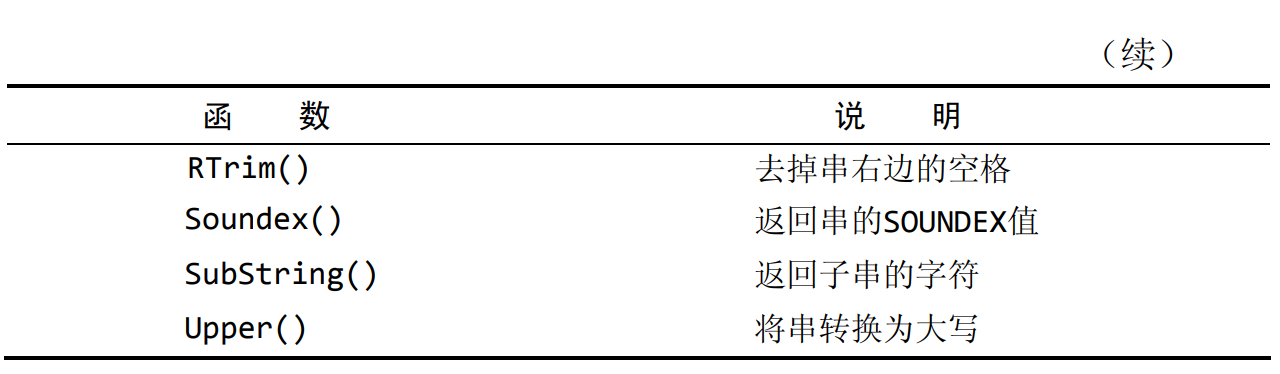 （续）
函 数 说 明
RTrim() 去掉串右边的空格
Soundex() 返回串的SOUNDEX值
SubString() 返回子串的字符
Upper() 将串转换为大写